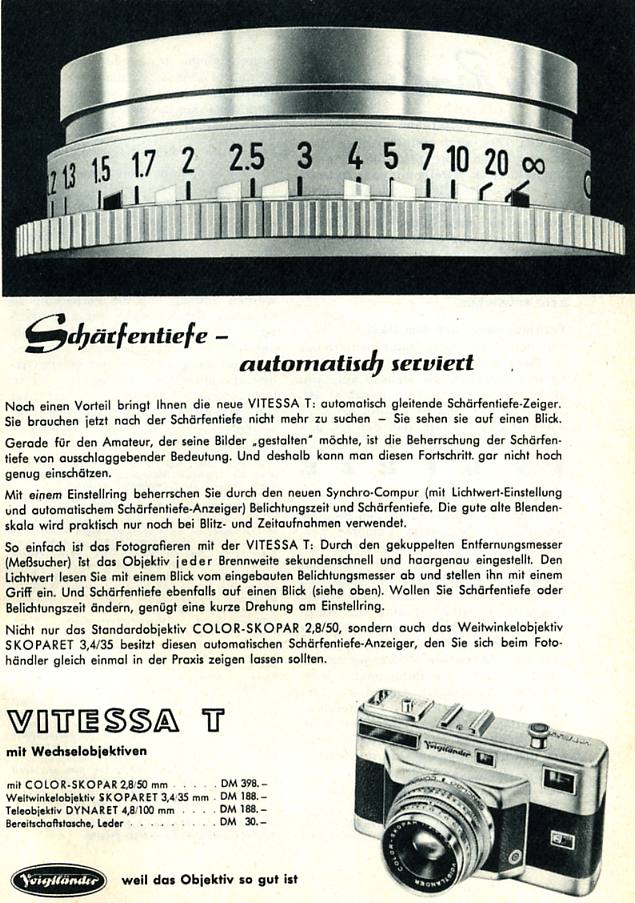 1.2 1.3 1.5 1.7 2 2.5 3 4 5 7 10 20 ∞
Schärfentiefe –
automatisch serviert
Noch einen Vorteil bringt Ihnen die neue VITESSA T: automatisch gleitende Schärfentiefe-Zeiger.
Sie brauchen jetzt nach der Schärfentiefe nicht mehr zu suchen – Sie sehen sie auf einen Blick.
Gerade für den Amateur, der seine Bilder „gestalten" möchte, ist die Beherrschung der Schärfen-
tiefe von ausschlaggebender Bedeutung. Und deshalb kann man diesen Fortschritt. gar nicht hoch
genug einschätzen.
Mit einem Einstellring beherrschen Sie durch den neuen Synchro-Compur (mit Lichtwert-Einstellung
und automatischem Schärfentiefe-Anzeiger) Belichtungszeit und Schärfentiefe. Die gute alte Blenden-
skala wird praktisch nur noch bei Blitz- und Zeitaufnahmen verwendet.
So einfach ist das Fotografieren mit der VITESSA T: Durch den gekuppelten Entfernungsmesser
(Meßsucher) ist das Objektiv jeder Brennweite sekundenschnell und haargenau eingestellt. Den
Lichtwert lesen Sie mit einem Blick vom eingebauten Belichtungsmesser ab und stellen ihn mit einem
Griff ein. Und Schärfentiefe ebenfalls auf einen Blick (siehe oben). Wollen Sie Schärfentiefe oder
Belichtungszeit ändern, genügt eine kurze Drehung am Einstellring.
Nicht nur das Standardobjektiv COLOR-SKOPAR 2,8/50, sondern auch das Weitwinkelobjektiv
SKOPARET 3,4/35 besitzt diesen automatischen Schärfentiefe-Anzeiger, den Sie sich beim Foto-
händler gleich einmal in der Praxis zeigen lassen sollten.
VITESSA T
mit Wechselobjektiven
mit COLOR-SKOPAR 2,8/50 mm . . . . . DM 398.–
Weitwinkelobjektiv SKOPARET 3,4/35 mm . DM 188.–
Teleobjektiv DYNARET 4,8/100 mm . . . . DM 188.–
Bereitschaftstasche, Leder . . . . . . . . . DM 30.–
Voigtländer
COLOR-SKOPAR
VOIGTLÄNDER
Voigtländer weil das Objektiv so gut ist